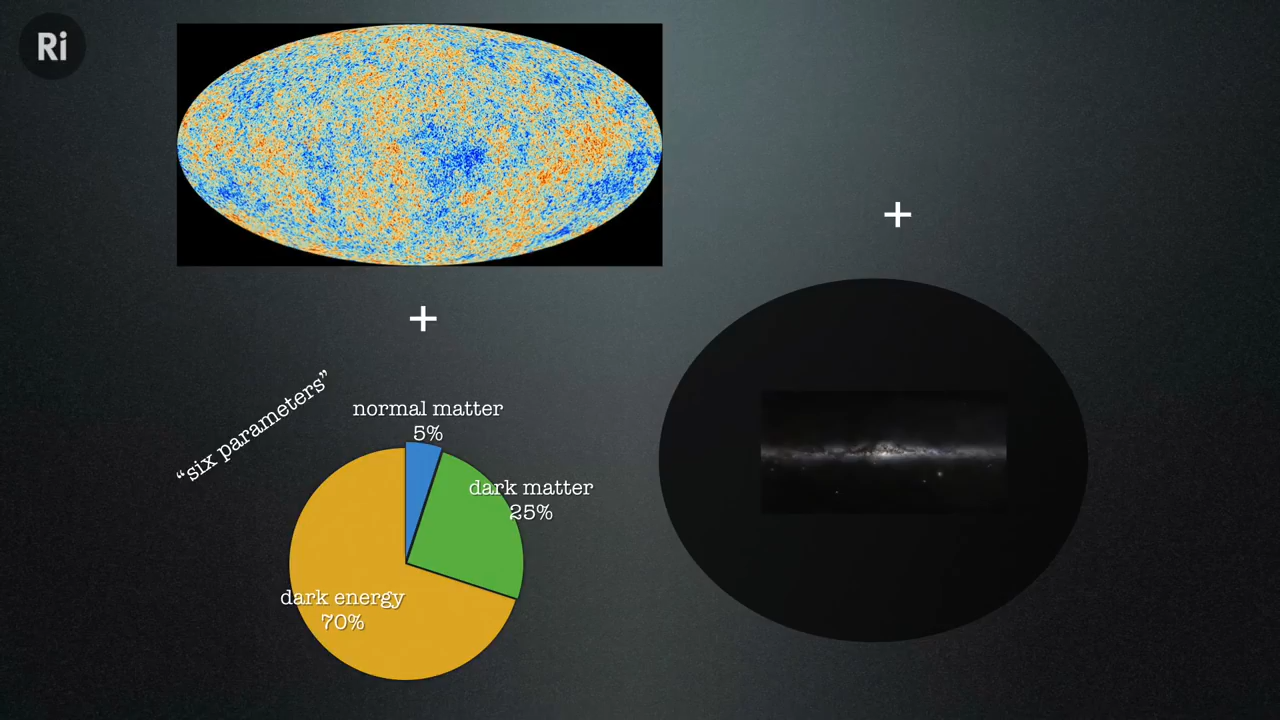 Ri
+
+
“six parameters”
normal matter
5%
dark matter
25%
dark energy
70%